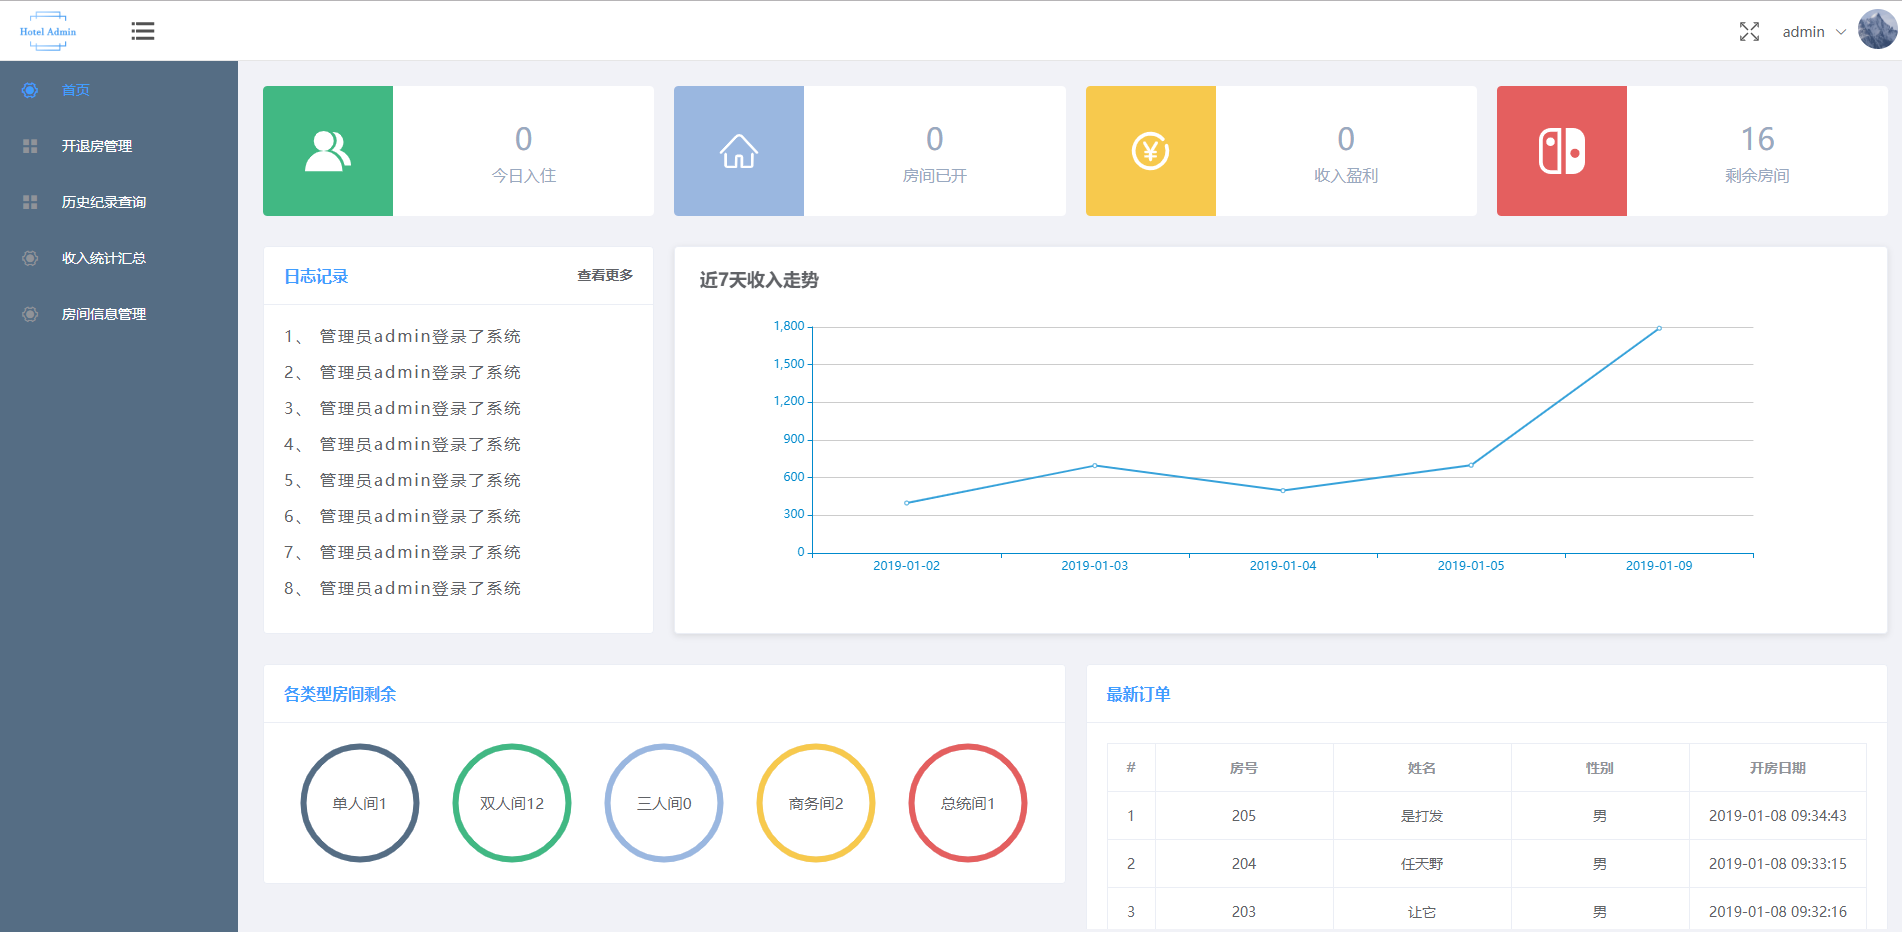 Hotel Admin
admin
首页
开退房管理
历史纪录查询
收入统计汇总
房间信息管理
0
今日入住
0
房间已开
¥
0
收入盈利
16
剩余房间
日志记录 查看更多
1、 管理员admin登录了系统
2、 管理员admin登录了系统
3、 管理员admin登录了系统
4、 管理员admin登录了系统
5、 管理员admin登录了系统
6、 管理员admin登录了系统
7、 管理员admin登录了系统
8、 管理员admin登录了系统
近7天收入走势
1,800
1,500
1,200
900
600
300
0
2019-01-02 2019-01-03 2019-01-04 2019-01-05 2019-01-09
各类型房间剩余
单人间1 双人间12 三人间0 商务间2 总统间1
最新订单
# 房号 姓名 性别 开房日期
1 205 是打发 男 2019-01-08 09:34:43
2 204 任天野 男 2019-01-08 09:33:15
3 203 让它 男 2019-01-08 09:32:16